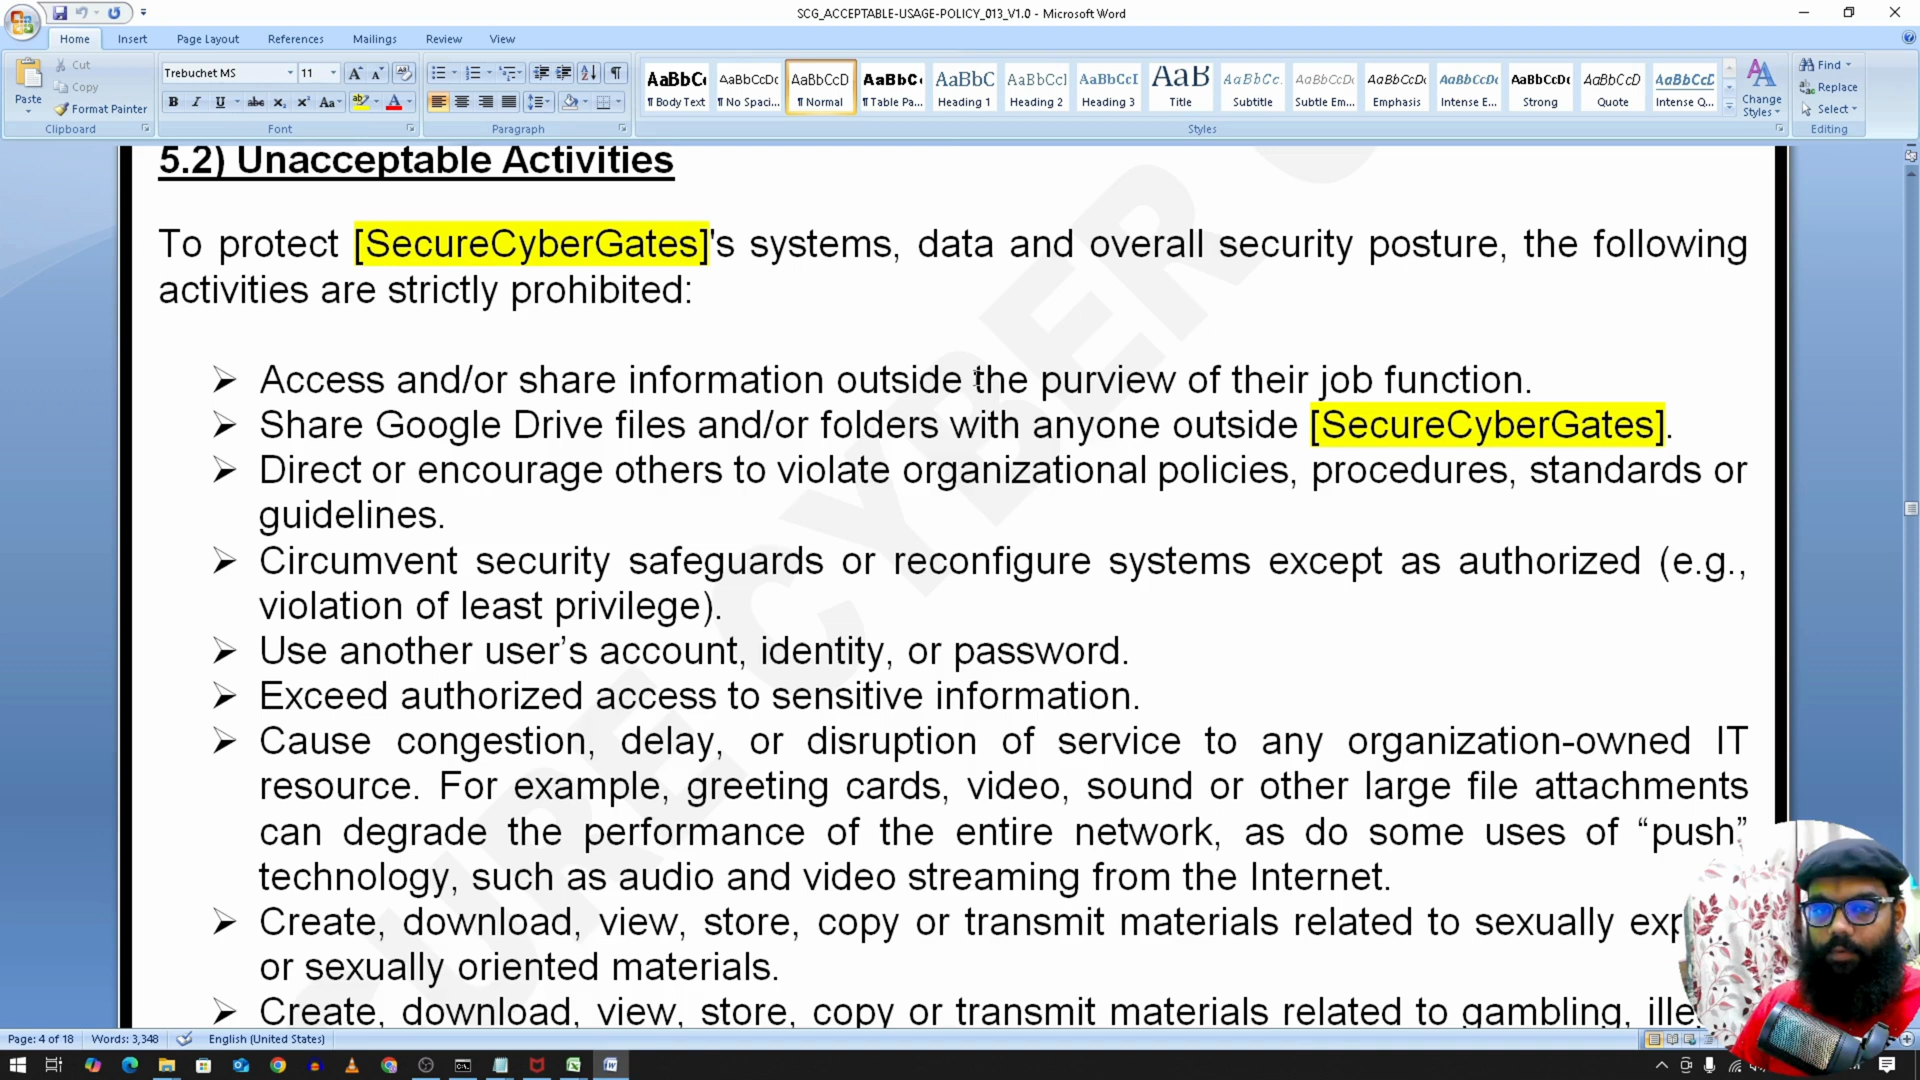 SCG_ACCEPTABLE-USAGE-POLICY_013_V1.0 - Microsoft Word
Home Insert Page Layout References Mailings Review View
Paste
Cut
Copy
Format Painter
Clipboard
Trebuchet MS 11
Font
Paragraph
AaBbCc AaBbCcDc AaBbCcD AaBbC AaBbC AaBbCcI AaBbCcI AaB AaBbCc. AaBbCcDc AaBbCcDc AaBbCcDc AaBbCcDc AaBbCcD AaBbCcD
¶ Body Text ¶ No Spaci... ¶ Normal ¶ Table Pa... Heading 1 Heading 2 Heading 3 Title Subtitle Subtle Em... Emphasis Intense E... Strong Quote Intense Q...
Change Styles
Styles
Find
Replace
Select
Editing
5.2) Unacceptable Activities
To protect [SecureCyberGates]'s systems, data and overall security posture, the following
activities are strictly prohibited:
Access and/or share information outside the purview of their job function.
Share Google Drive files and/or folders with anyone outside [SecureCyberGates].
Direct or encourage others to violate organizational policies, procedures, standards or
guidelines.
Circumvent security safeguards or reconfigure systems except as authorized (e.g.,
violation of least privilege).
Use another user’s account, identity, or password.
Exceed authorized access to sensitive information.
Cause congestion, delay, or disruption of service to any organization-owned IT
resource. For example, greeting cards, video, sound or other large file attachments
can degrade the performance of the entire network, as do some uses of “push”
technology, such as audio and video streaming from the Internet.
Create, download, view, store, copy or transmit materials related to sexually
or sexually oriented materials.
Create, download, view, store, copy or transmit materials related to gambling,
Page: 4 of 18 Words: 3,348 English (United States)